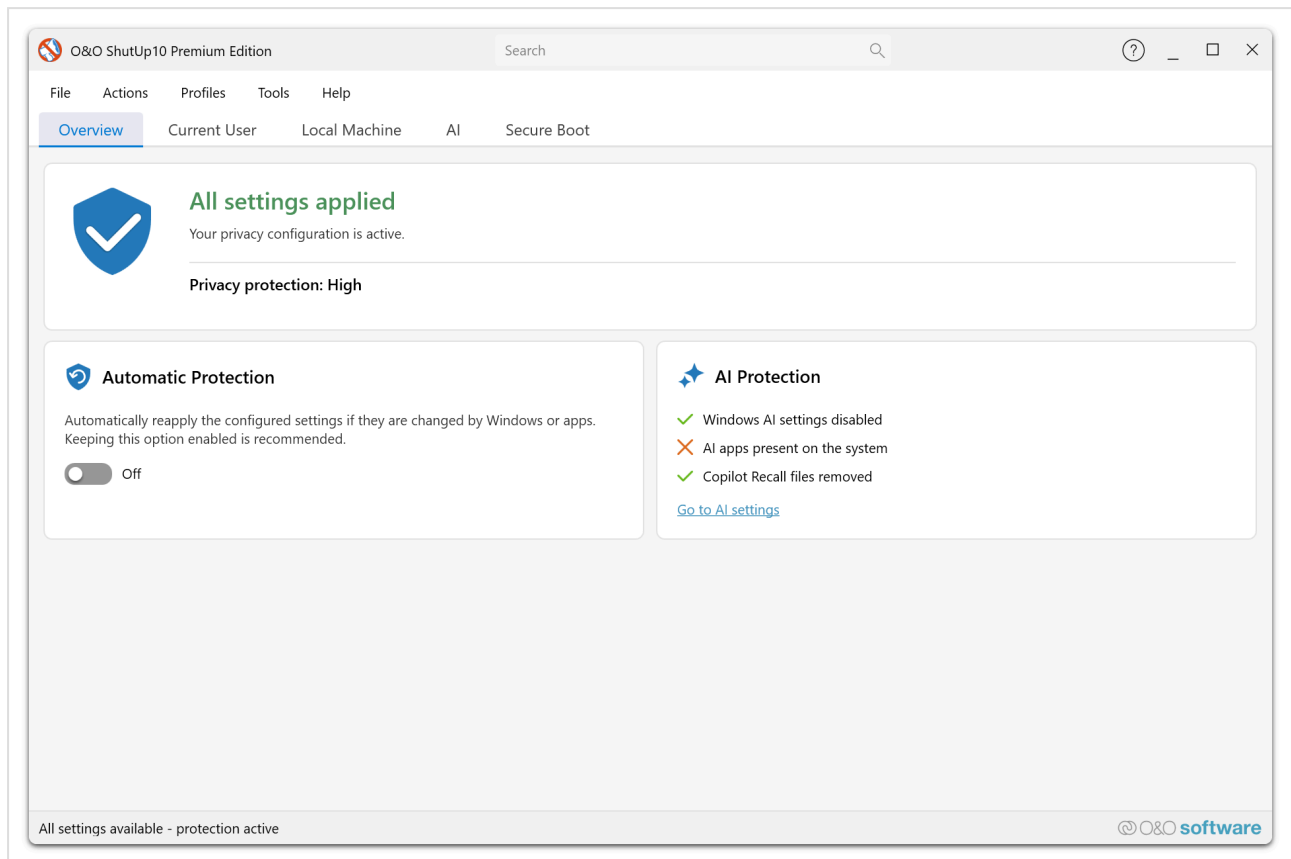 O&O ShutUp10 Premium Edition
Search
?
File Actions Profiles Tools Help
Overview Current User Local Machine AI Secure Boot
All settings applied
Your privacy configuration is active.
Privacy protection: High
Automatic Protection
Automatically reapply the configured settings if they are changed by Windows or apps.
Keeping this option enabled is recommended.
Off
AI Protection
Windows AI settings disabled
AI apps present on the system
Copilot Recall files removed
Go to AI settings
All settings available - protection active
O&O software